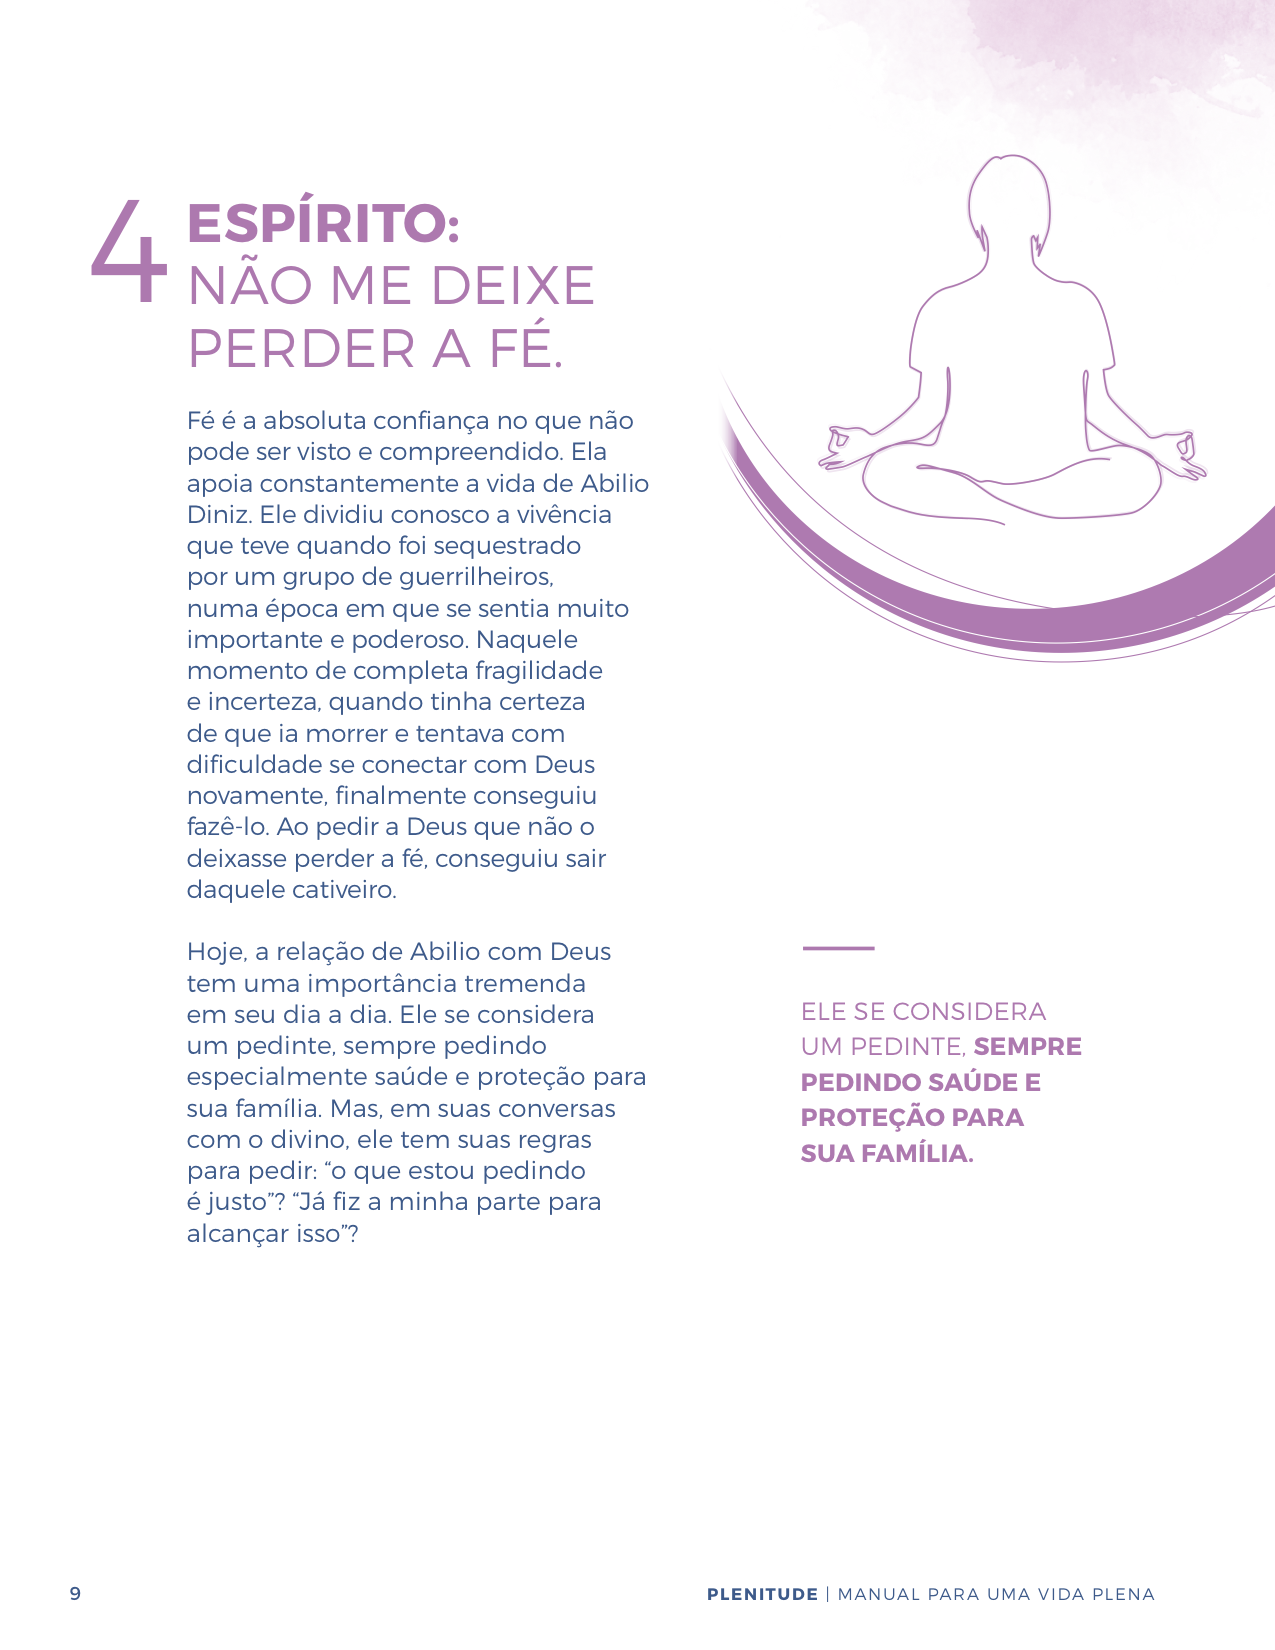 4
ESPÍRITO:
NÃO ME DEIXE
PERDER A FÉ.
Fé é a absoluta confiança no que não
pode ser visto e compreendido. Ela
apoia constantemente a vida de Abilio
Diniz. Ele dividiu conosco a vivência
que teve quando foi sequestrado
por um grupo de guerrilheiros,
numa época em que se sentia muito
importante e poderoso. Naquele
momento de completa fragilidade
e incerteza, quando tinha certeza
de que ia morrer e tentava com
dificuldade se conectar com Deus
novamente, finalmente conseguiu
fazê-lo. Ao pedir a Deus que não o
deixasse perder a fé, conseguiu sair
daquele cativeiro.
Hoje, a relação de Abilio com Deus
tem uma importância tremenda
em seu dia a dia. Ele se considera
um pedinte, sempre pedindo
especialmente saúde e proteção para
sua família. Mas, em suas conversas
com o divino, ele tem suas regras
para pedir: “o que estou pedindo
é justo”? “Já fiz a minha parte para
alcançar isso”?
ELE SE CONSIDERA
UM PEDINTE, SEMPRE
PEDINDO SAÚDE E
PROTEÇÃO PARA
SUA FAMÍLIA.
9
PLENITUDE | MANUAL PARA UMA VIDA PLENA